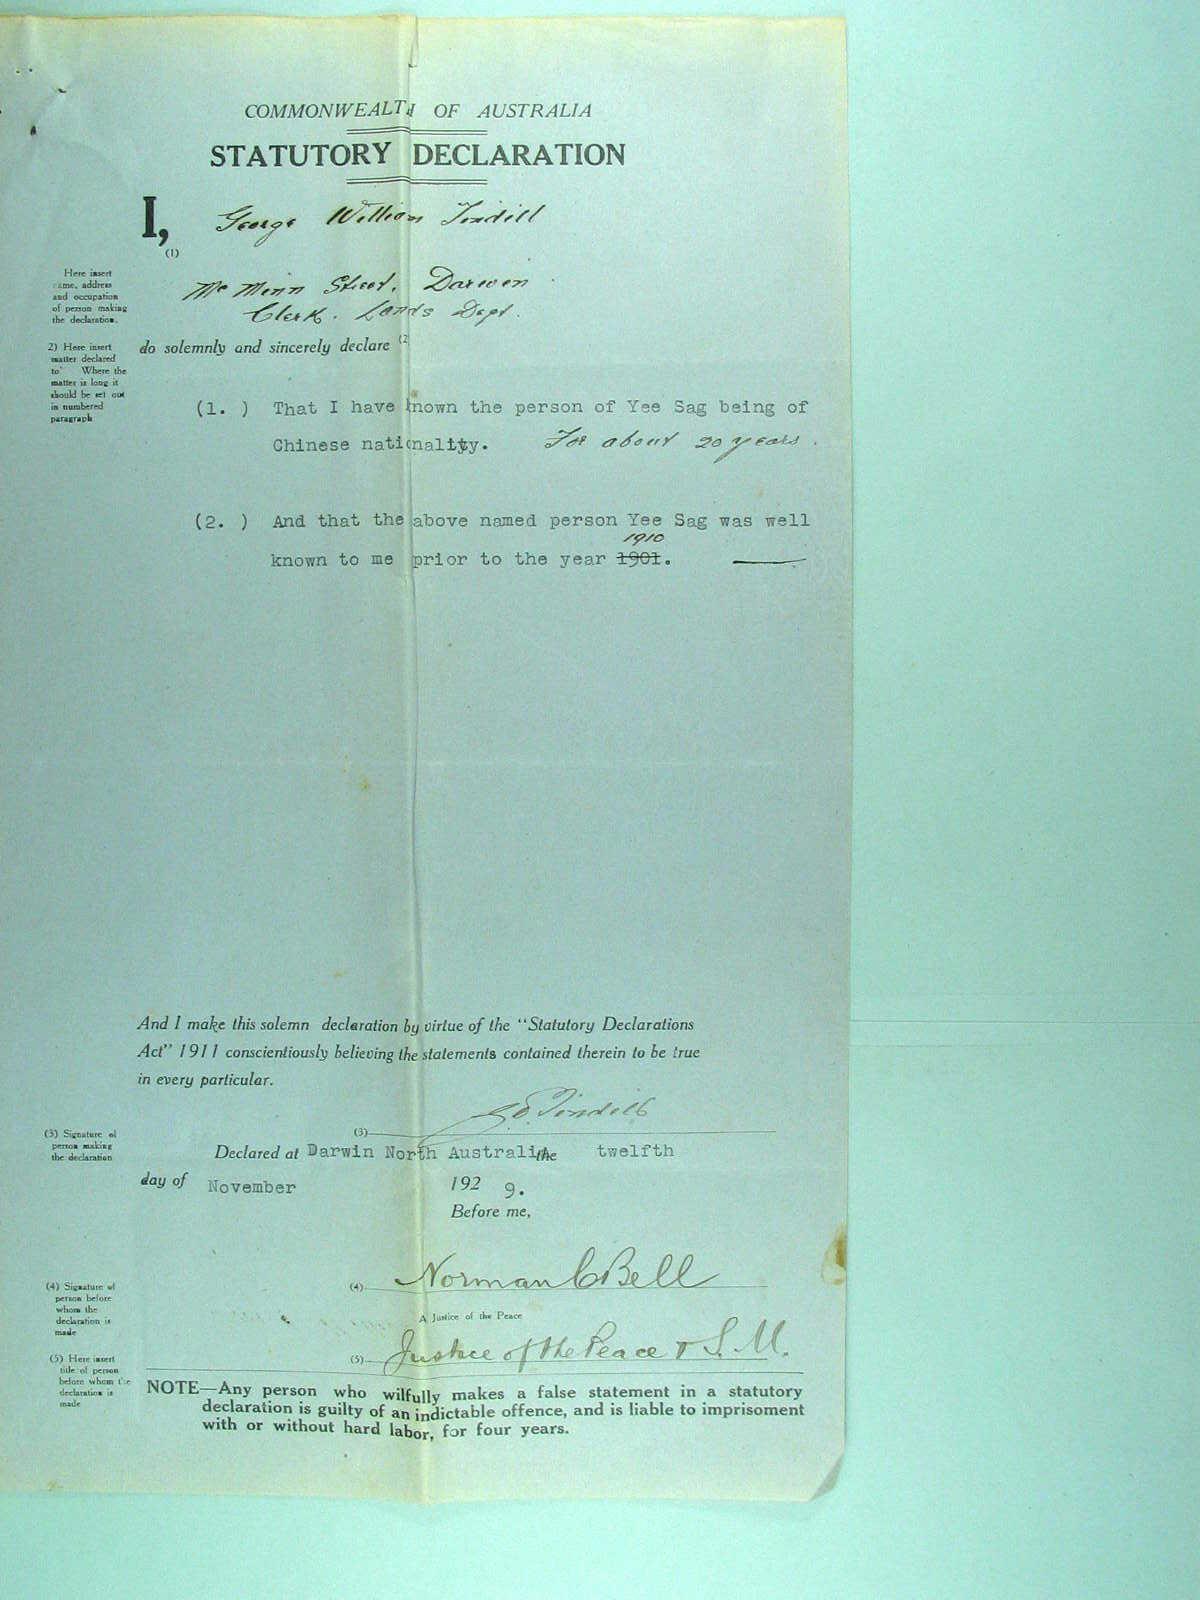 COMMONWEALTH OF AUSTRALIA
STATUTORY DECLARATION
I, George William Tindill
(1)
Here insert
name, address
and occupation
of person making
the declaration.
Mc Minn Street, Darwin
Clerk. Lands Dept.
2) Here insert
matter declared
to Where the
matter is long it
should be set out
in numbered
paragraph
do solemnly and sincerely declare (2
(1. ) That I have known the person of Yee Sag being of
Chinese nationality. For about 20 years.
(2. ) And that the above named person Yee Sag was well
1910
known to me prior to the year 1901.
And I make this solemn declaration by virtue of the "Statutory Declarations
Act" 1911 conscientiously believing the statements contained therein to be true
in every particular.
(3) Signature of
person making
the declaration
(3) G W Tindill
Declared at Darwin North Australia the twelfth
day of November 1929.
Before me,
(4) Signature of
person before
whom the
declaration is
made
(4) Norman C Bell
A Justice of the Peace
(5) Here insert
title of person
before whom the
declaration is
made
(5) Justice of the Peace & S.M.
NOTE—Any person who wilfully makes a false statement in a statutory
declaration is guilty of an indictable offence, and is liable to imprisoment
with or without hard labor, for four years.